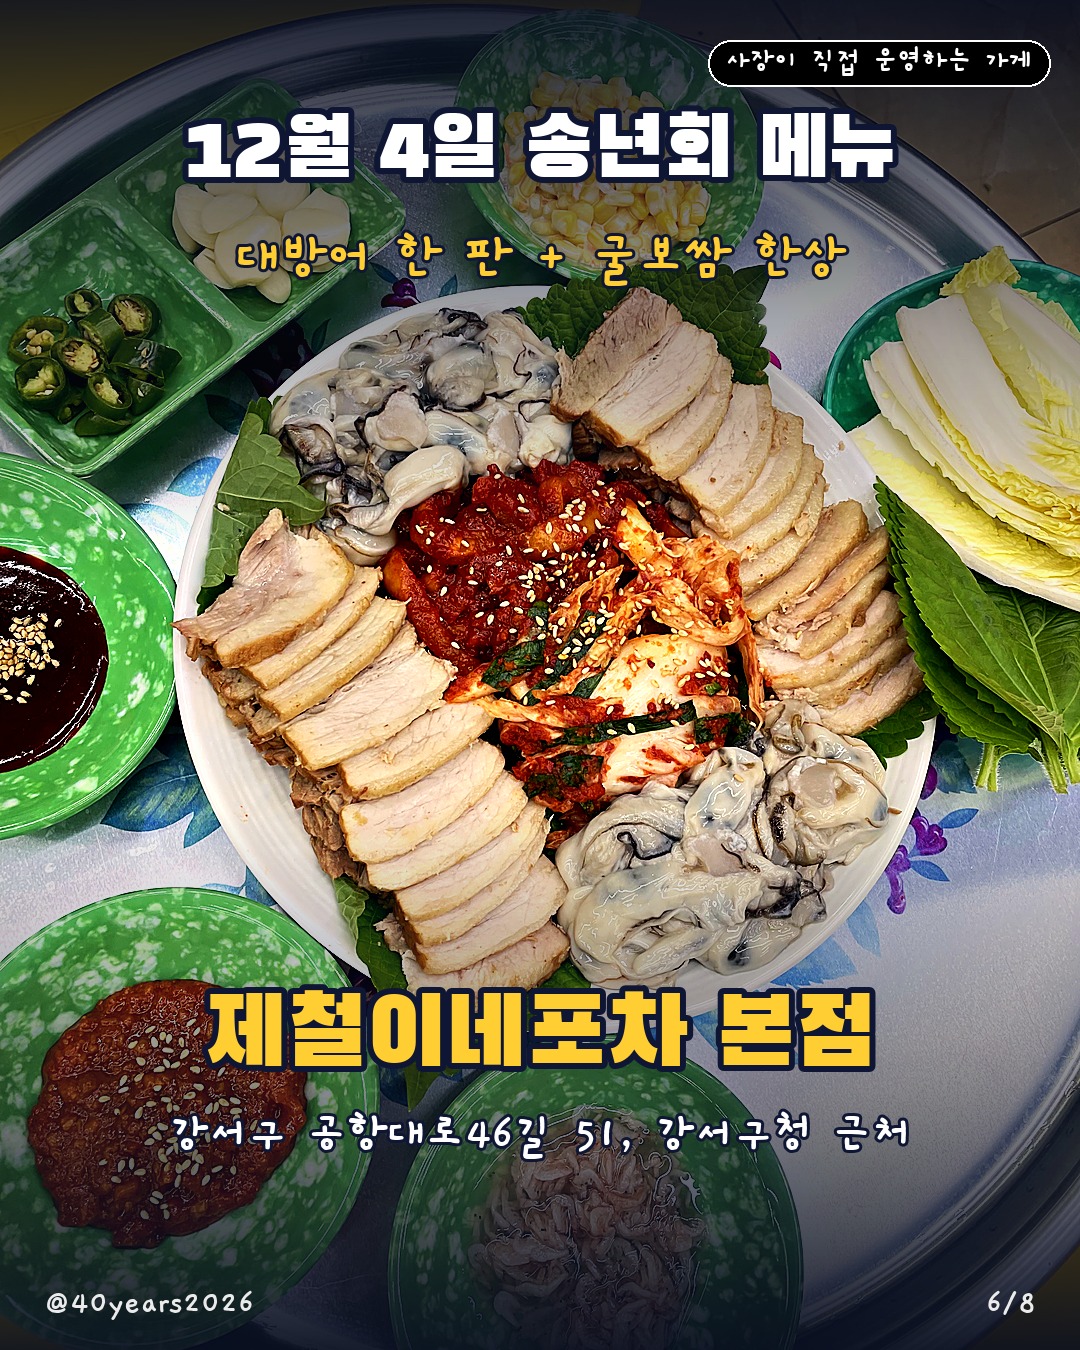 사장이 직접 운영하는 가게
12월 4일 송년회 메뉴
대방어 한 판 + 굴보쌈 한상
제철이네포차 본점
강서구 공항대로46길 51, 강서구청 근처
@40years2026
6/8